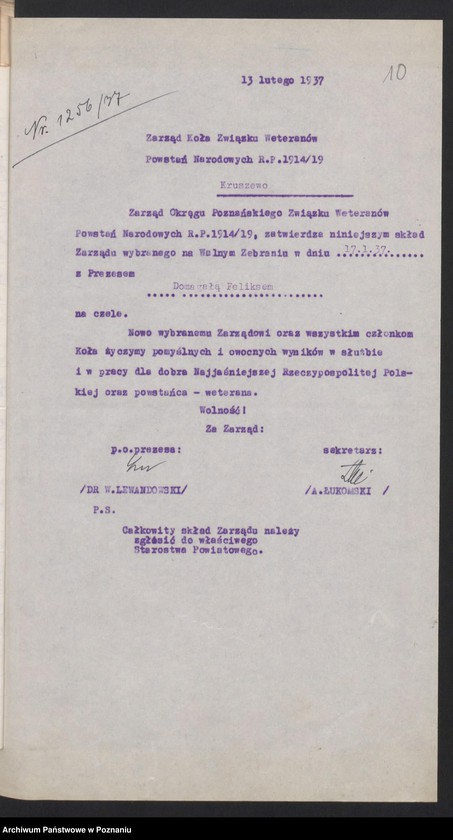 13 lutego 1937
10
Nr. 1256/37
Zarząd Koła Związku Weteranów
Powstań Narodowych R.P.1914/19
Kruszewo
Zarząd Okręgu Poznańskiego Związku Weteranów
Powstań Narodowych R.P.1914/19, zatwierdza niniejszym skład
Zarządu wybranego na Walnym Zebraniu w dniu 17.1.37.
z Prezesem
Domagałą Feliksem
na czele.
Nowo wybranemu Zarządowi oraz wszystkim członkom
Koła życzymy pomyślnych i owocnych wyników w służbie
i w pracy dla dobra Najjaśniejszej Rzeczypospolitej Pols-
kiej oraz powstańca - weterana.
Wolność!
Za Zarząd:
p.o.prezesa: sekretarz:
/DR W.LEWANDOWSKI/ /A.ŁUKOMSKI /
P.S.
Całkowity skład Zarządu należy
zgłosić do właściwego
Starostwa Powiatowego.
Archiwum Państwowe w Poznaniu